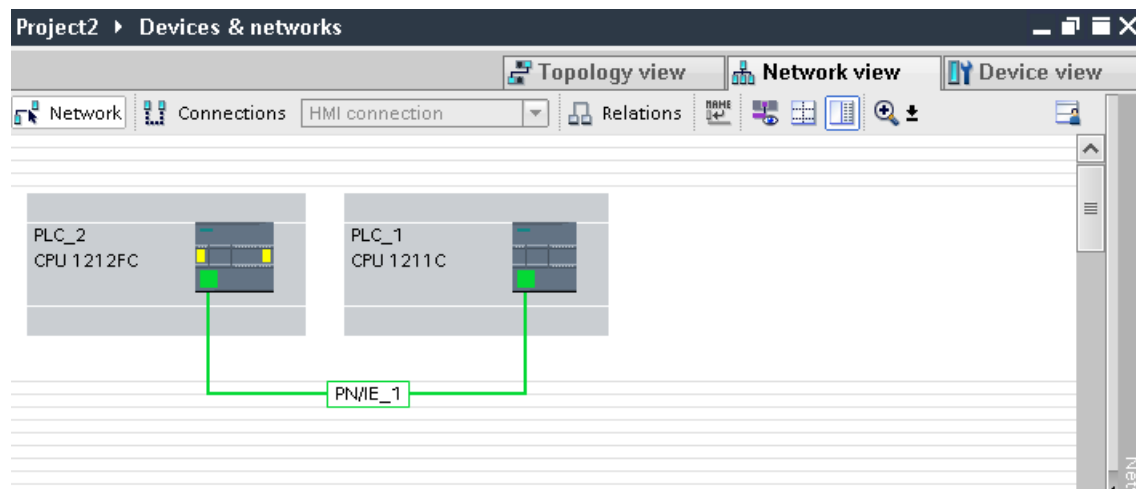 Project2 ▸ Devices & networks
Topology view Network view Device view
Network Connections HMI connection Relations
PLC_2
CPU 1212FC
PLC_1
CPU 1211C
PN/IE_1